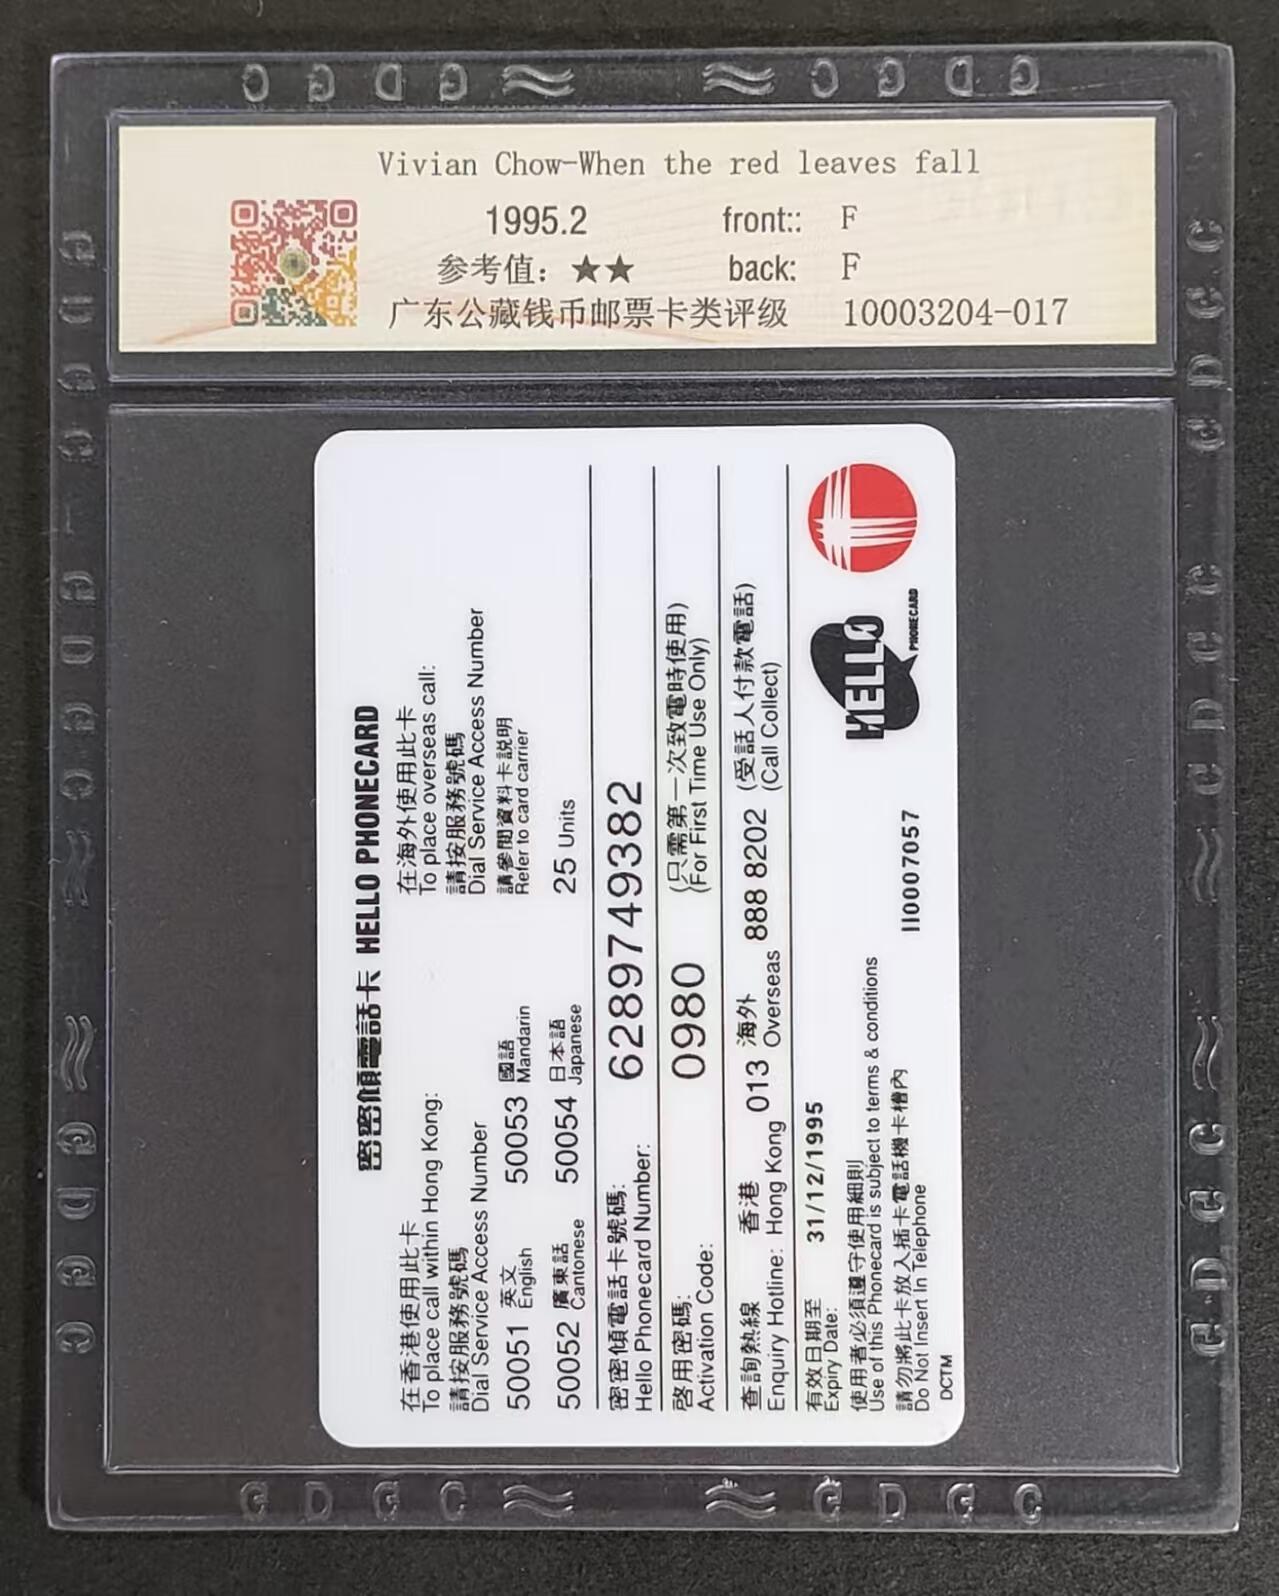 G D G C ≈ ≈ C G D G
Vivian Chow-When the red leaves fall
1995.2 front:: F
参考值：★★ back: F
广东公藏钱币邮票卡类评级 10003204-017
密密傾電話卡 HELLO PHONECARD
在香港使用此卡
To place call within Hong Kong:
請按服務號碼
Dial Service Access Number
50051 英文 English 50053 國語 Mandarin
50052 廣東話 Cantonese 50054 日本語 Japanese
在海外使用此卡
To place overseas call:
請按服務號碼
Dial Service Access Number
請參閱資料卡説明
Refer to card carrier
25 Units
密密傾電話卡號碼:
Hello Phonecard Number:
6289749382
啓用密碼:
Activation Code:
0980
(只需第一次致電時使用)
(For First Time Use Only)
查詢熱線 香港 013 海外 888 8202 (受話人付款電話)
Enquiry Hotline: Hong Kong Overseas (Call Collect)
有效日期至
Expiry Date:
31/12/1995
使用者必須遵守使用細則
Use of this Phonecard is subject to terms & conditions
請勿將此卡放入插卡電話機卡槽內
Do Not Insert In Telephone
DCTM
II0007057
HELLO
PHONECARD
G D G C ≈ ≈ G D G C